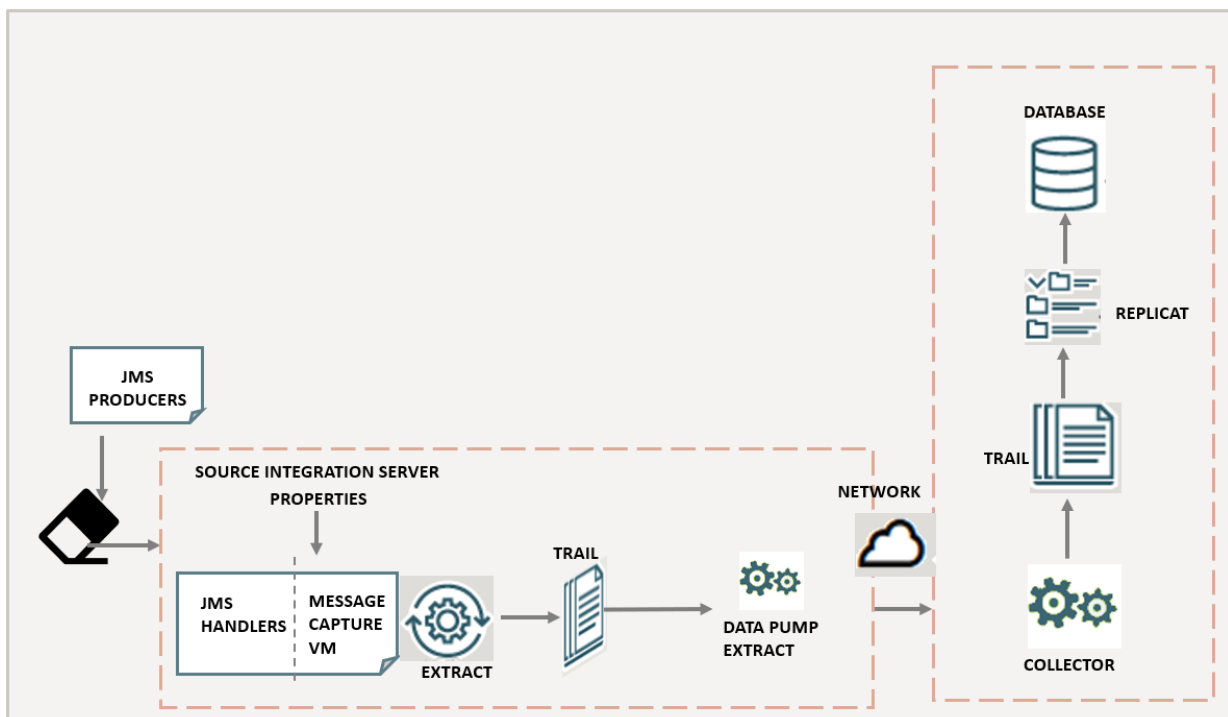 DATABASE
REPLICAT
JMS
PRODUCERS
TRAIL
SOURCE INTEGRATION SERVER
PROPERTIES
NETWORK
JMS
HANDLERS
MESSAGE
CAPTURE
VM
EXTRACT
TRAIL
DATA PUMP
EXTRACT
COLLECTOR